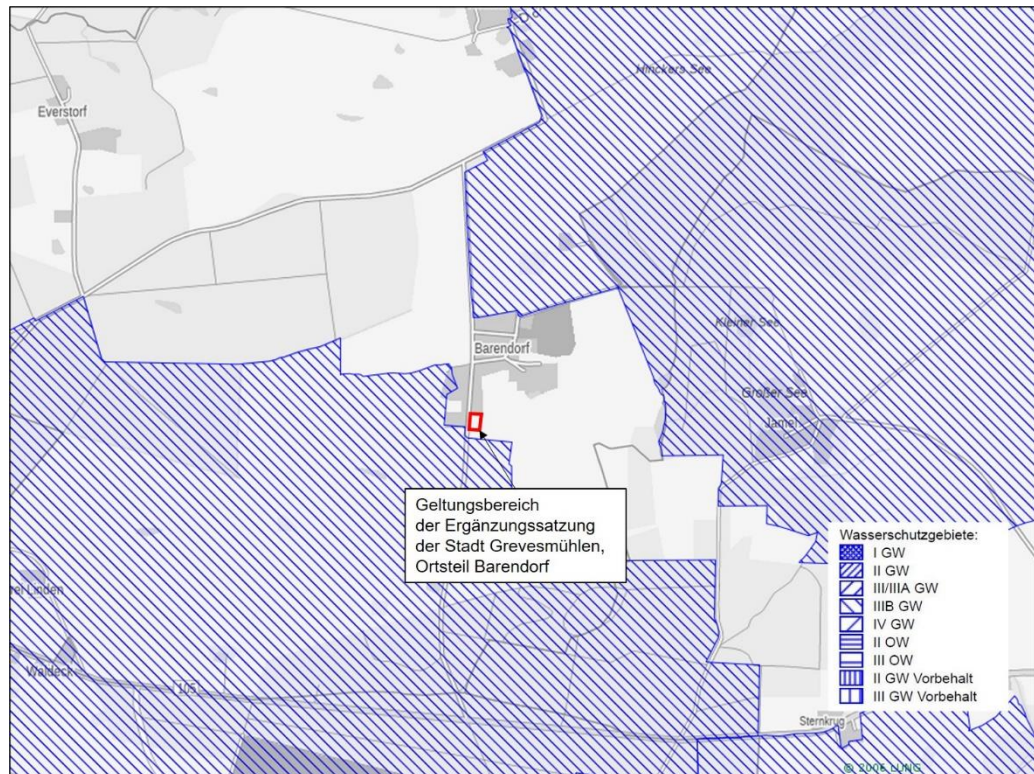 Hinckers See
Everstorf
Kleiner See
Barendorf
Großer See
Jamel
Geltungsbereich
der Ergänzungssatzung
der Stadt Grevesmühlen,
Ortsteil Barendorf
Wasserschutzgebiete:
I GW
II GW
III/IIIA GW
IIIB GW
IV GW
II OW
III OW
II GW Vorbehalt
III GW Vorbehalt
Linden
Waldeck
105
Sternkrug
© 2006 LUNG